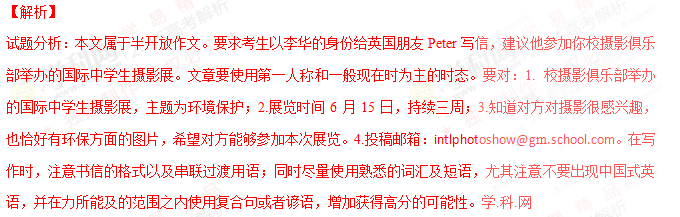 【解析】
试题分析：本文属于半开放作文。要求考生以李华的身份给英国朋友 Peter 写信，建议他参加你校摄影俱乐
部举办的国际中学生摄影展。文章要使用第一人称和一般现在时为主的时态。要对：1. 校摄影俱乐部举办
的国际中学生摄影展，主题为环境保护；2.展览时间 6 月 15 日，持续三周；3.知道对方对摄影很感兴趣，
也恰好有环保方面的图片，希望对方能够参加本次展览。4.投稿邮箱：intlphotoshow@gm.school.com。在写
作时，注意书信的格式以及串联过渡用语；同时尽量使用熟悉的词汇及短语，尤其注意不要出现中国式英
语，并在力所能及的范围之内使用复合句或者谚语，增加获得高分的可能性。学.科.网